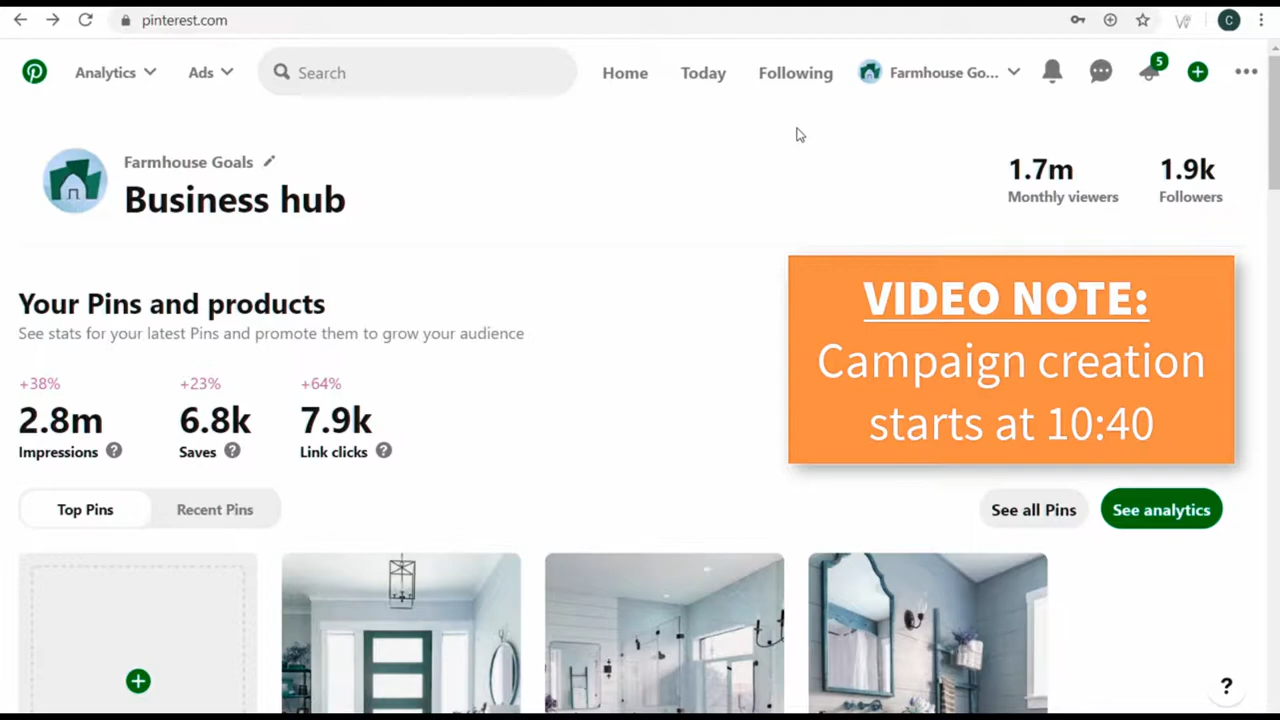 pinterest.com
C
Analytics
Ads
Search
Home
Today
Following
Farmhouse Go...
5
Farmhouse Goals
Business hub
1.7m
Monthly viewers
1.9k
Followers
Your Pins and products
See stats for your latest Pins and promote them to grow your audience
+38%
2.8m
Impressions ?
+23%
6.8k
Saves ?
+64%
7.9k
Link clicks ?
VIDEO NOTE:
Campaign creation
starts at 10:40
Top Pins
Recent Pins
See all Pins
See analytics
?